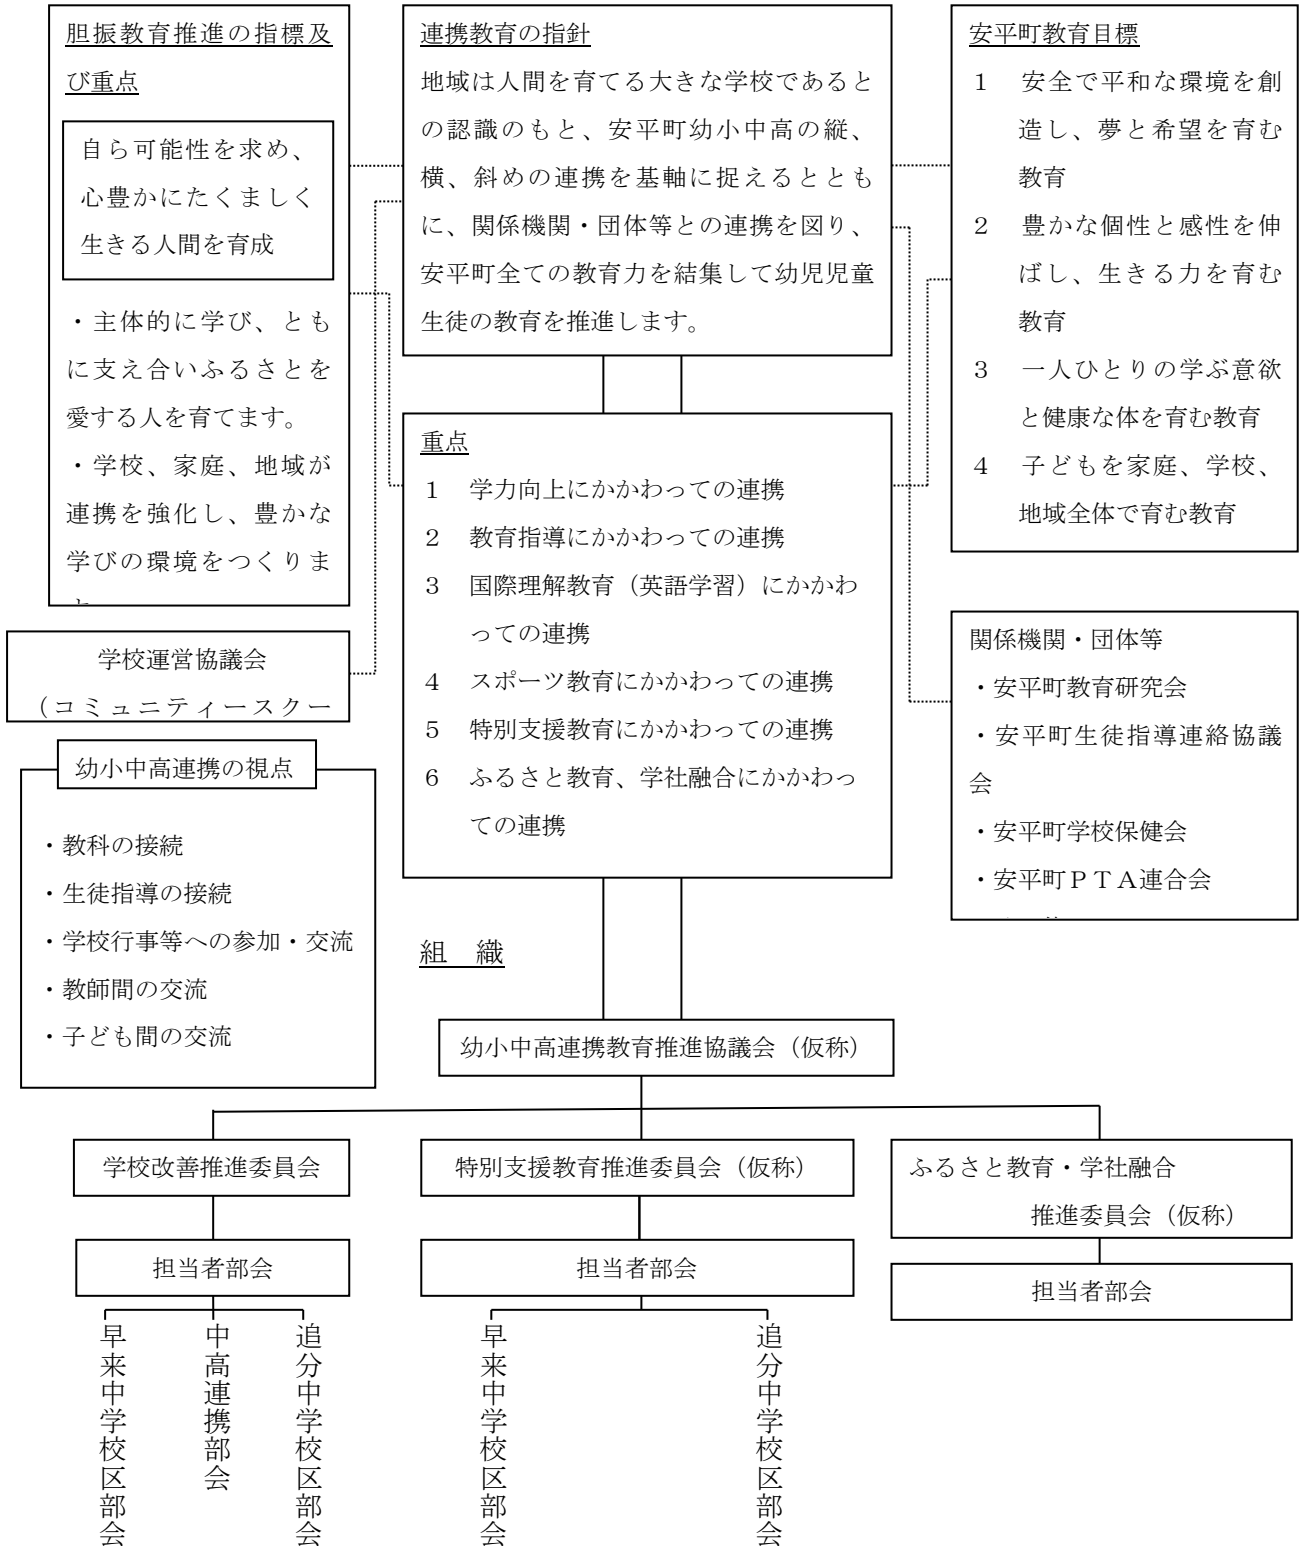 胆振教育推進の指標及
び重点
自ら可能性を求め、
心豊かにたくましく
生きる人間を育成
・主体的に学び、とも
に支え合いふるさとを
愛する人を育てます。
・学校、家庭、地域が
連携を強化し、豊かな
学びの環境をつくりま
学校運営協議会
（コミュニティースクー
幼小中高連携の視点
・教科の接続
・生徒指導の接続
・学校行事等への参加・交流
・教師間の交流
・子ども間の交流
連携教育の指針
地域は人間を育てる大きな学校であると
の認識のもと、安平町幼小中高の縦、
横、斜めの連携を基軸に捉えるととも
に、関係機関・団体等との連携を図り、
安平町全ての教育力を結集して幼児児童
生徒の教育を推進します。
重点
１　学力向上にかかわっての連携
２　教育指導にかかわっての連携
３　国際理解教育（英語学習）にかかわ
っての連携
４　スポーツ教育にかかわっての連携
５　特別支援教育にかかわっての連携
６　ふるさと教育、学社融合にかかわっ
ての連携
安平町教育目標
１　安全で平和な環境を創
造し、夢と希望を育む
教育
２　豊かな個性と感性を伸
ばし、生きる力を育む
教育
３　一人ひとりの学ぶ意欲
と健康な体を育む教育
４　子どもを家庭、学校、
地域全体で育む教育
関係機関・団体等
・安平町教育研究会
・安平町生徒指導連絡協議
会
・安平町学校保健会
・安平町ＰＴＡ連合会
組　織
幼小中高連携教育推進協議会（仮称）
学校改善推進委員会
特別支援教育推進委員会（仮称）
ふるさと教育・学社融合
推進委員会（仮称）
担当者部会
担当者部会
担当者部会
早来中学校区部会
中高連携部会
追分中学校区部会
早来中学校区部会
追分中学校区部会